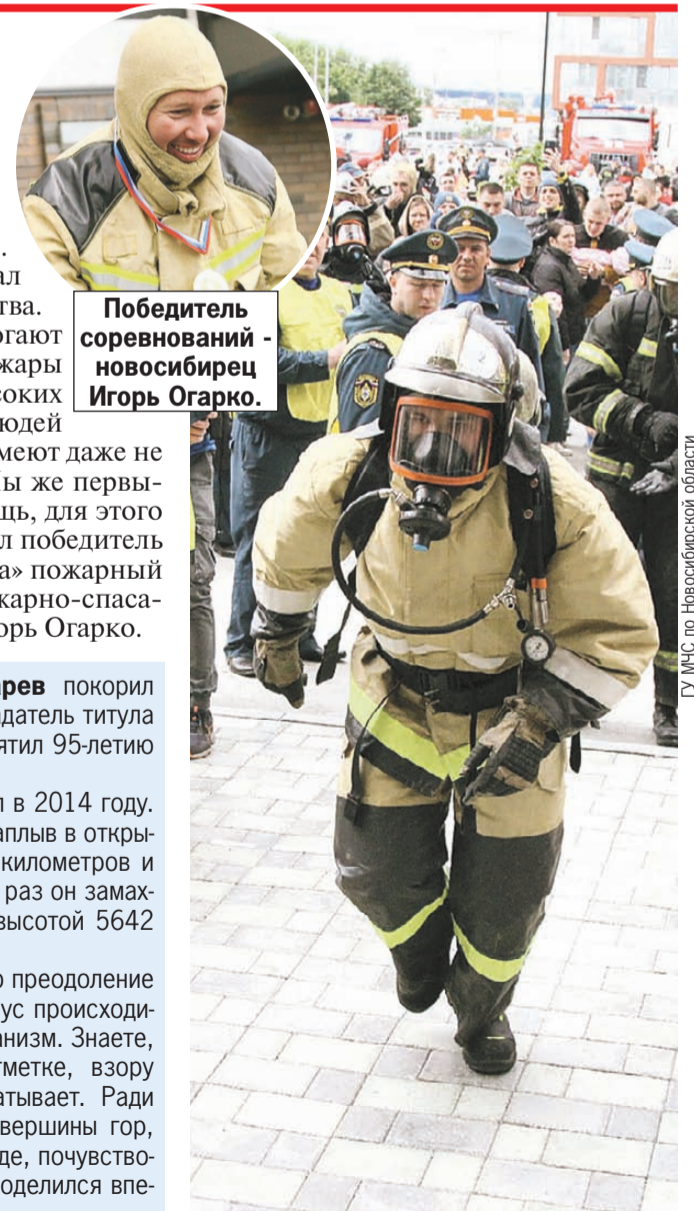 .
ал
тва.
огают
жары
соких
юдей
меют даже не
ы же первы-
щь, для этого
л победитель
а» пожарный
жарно-спаса-
орь Огарко.
Победитель
соревнований -
новосибирец
Игорь Огарко.
ГУ МЧС по Новосибирской области
арев покорил
адатель титула
ятил 95-летию
л в 2014 году.
аплыв в откры-
километров и
раз он замах-
высотой 5642
о преодоление
ус происходи-
анизм. Знаете,
тметке, взору
атывает. Ради
вершины гор,
де, почувство-
оделился впе-